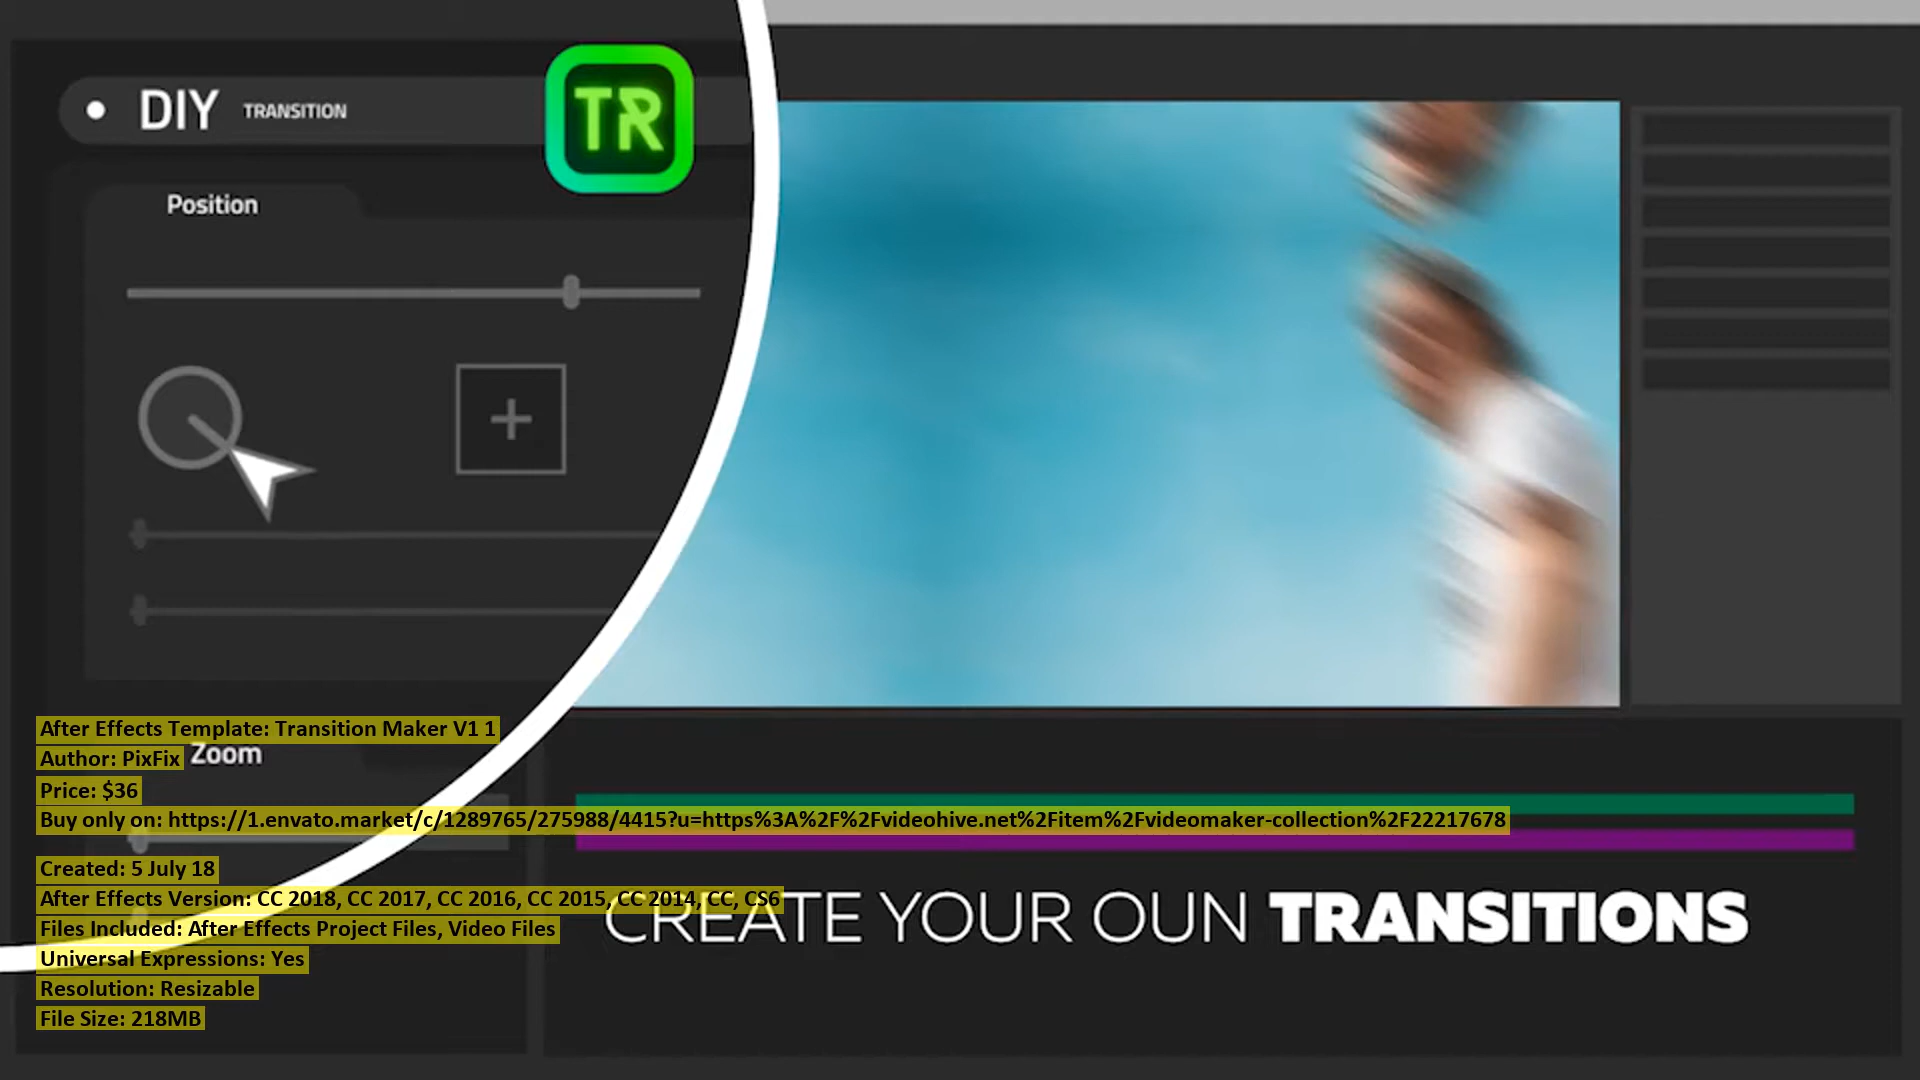 DIY TRANSITION
TR
Position
After Effects Template: Transition Maker V1 1
Author: PixFix
Zoom
Price: $36
Buy only on: https://1.envato.market/c/1289765/275988/4415?u=https%3A%2F%2Fvideohive.net%2Fitem%2Fvideomaker-collection%2F22217678
Created: 5 July 18
After Effects Version: CC 2018, CC 2017, CC 2016, CC 2015, CC 2014, CC, CS6
CREATE YOUR OUN TRANSITIONS
Files Included: After Effects Project Files, Video Files
Universal Expressions: Yes
Resolution: Resizable
File Size: 218MB